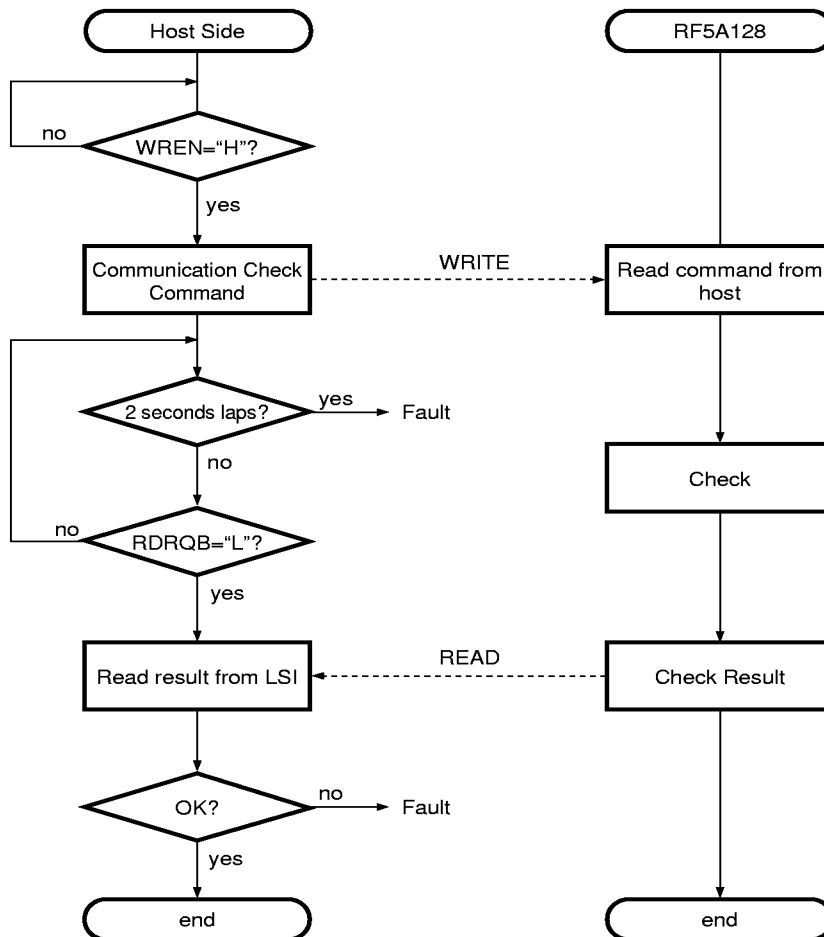 Host Side
RF5A128
no
WREN=“H”?
yes
Communication Check
Command
WRITE
Read command from
host
2 seconds laps?
yes
Fault
no
Check
no
RDRQB=“L”?
yes
Read result from LSI
READ
Check Result
OK?
no
Fault
yes
end
end